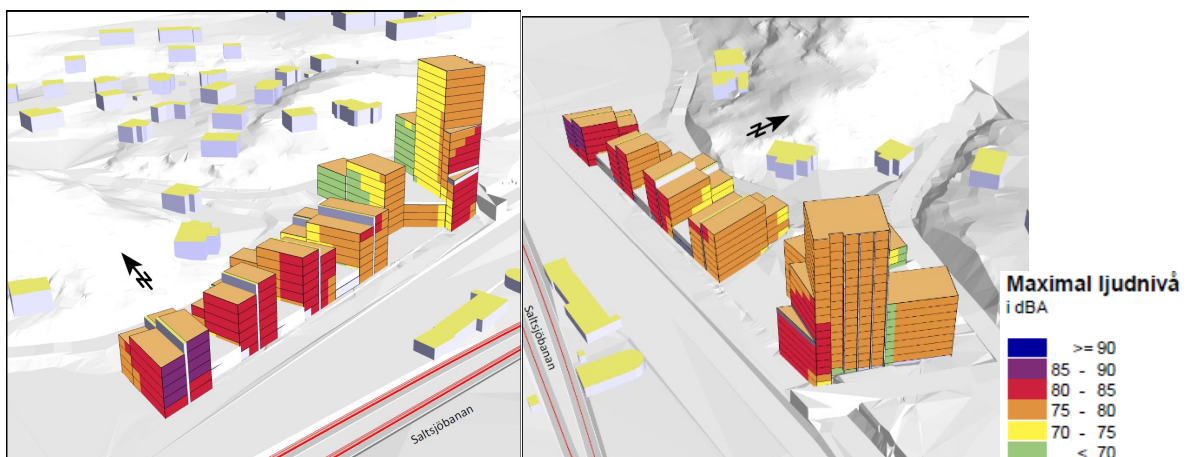 N
Saltsjöbanan
N
Saltsjöbanan
Maximal ljudnivå
i dBA
>= 90
85 - 90
80 - 85
75 - 80
70 - 75
< 70